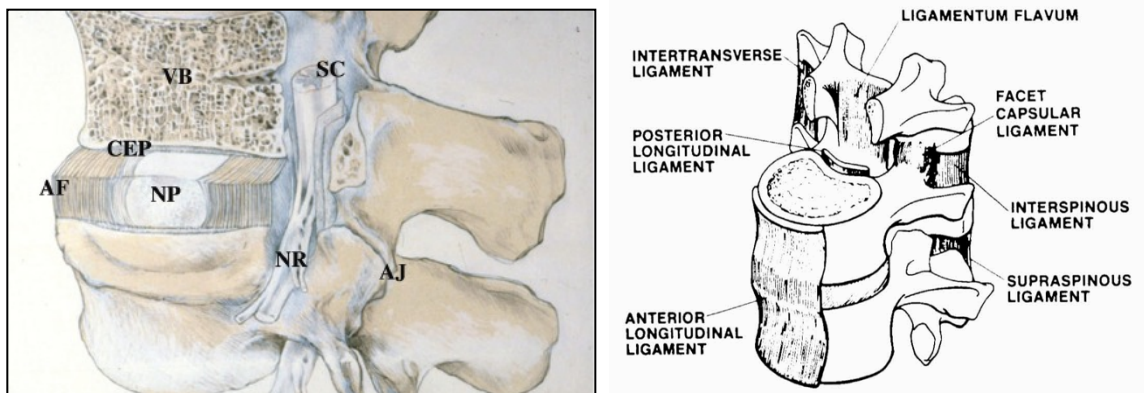 VB
SC
CEP
AF
NP
NR
AJ
LIGAMENTUM FLAVUM
INTERTRANSVERSE
LIGAMENT
FACET
CAPSULAR
LIGAMENT
POSTERIOR
LONGITUDINAL
LIGAMENT
INTERSPINOUS
LIGAMENT
SUPRASPINOUS
LIGAMENT
ANTERIOR
LONGITUDINAL
LIGAMENT